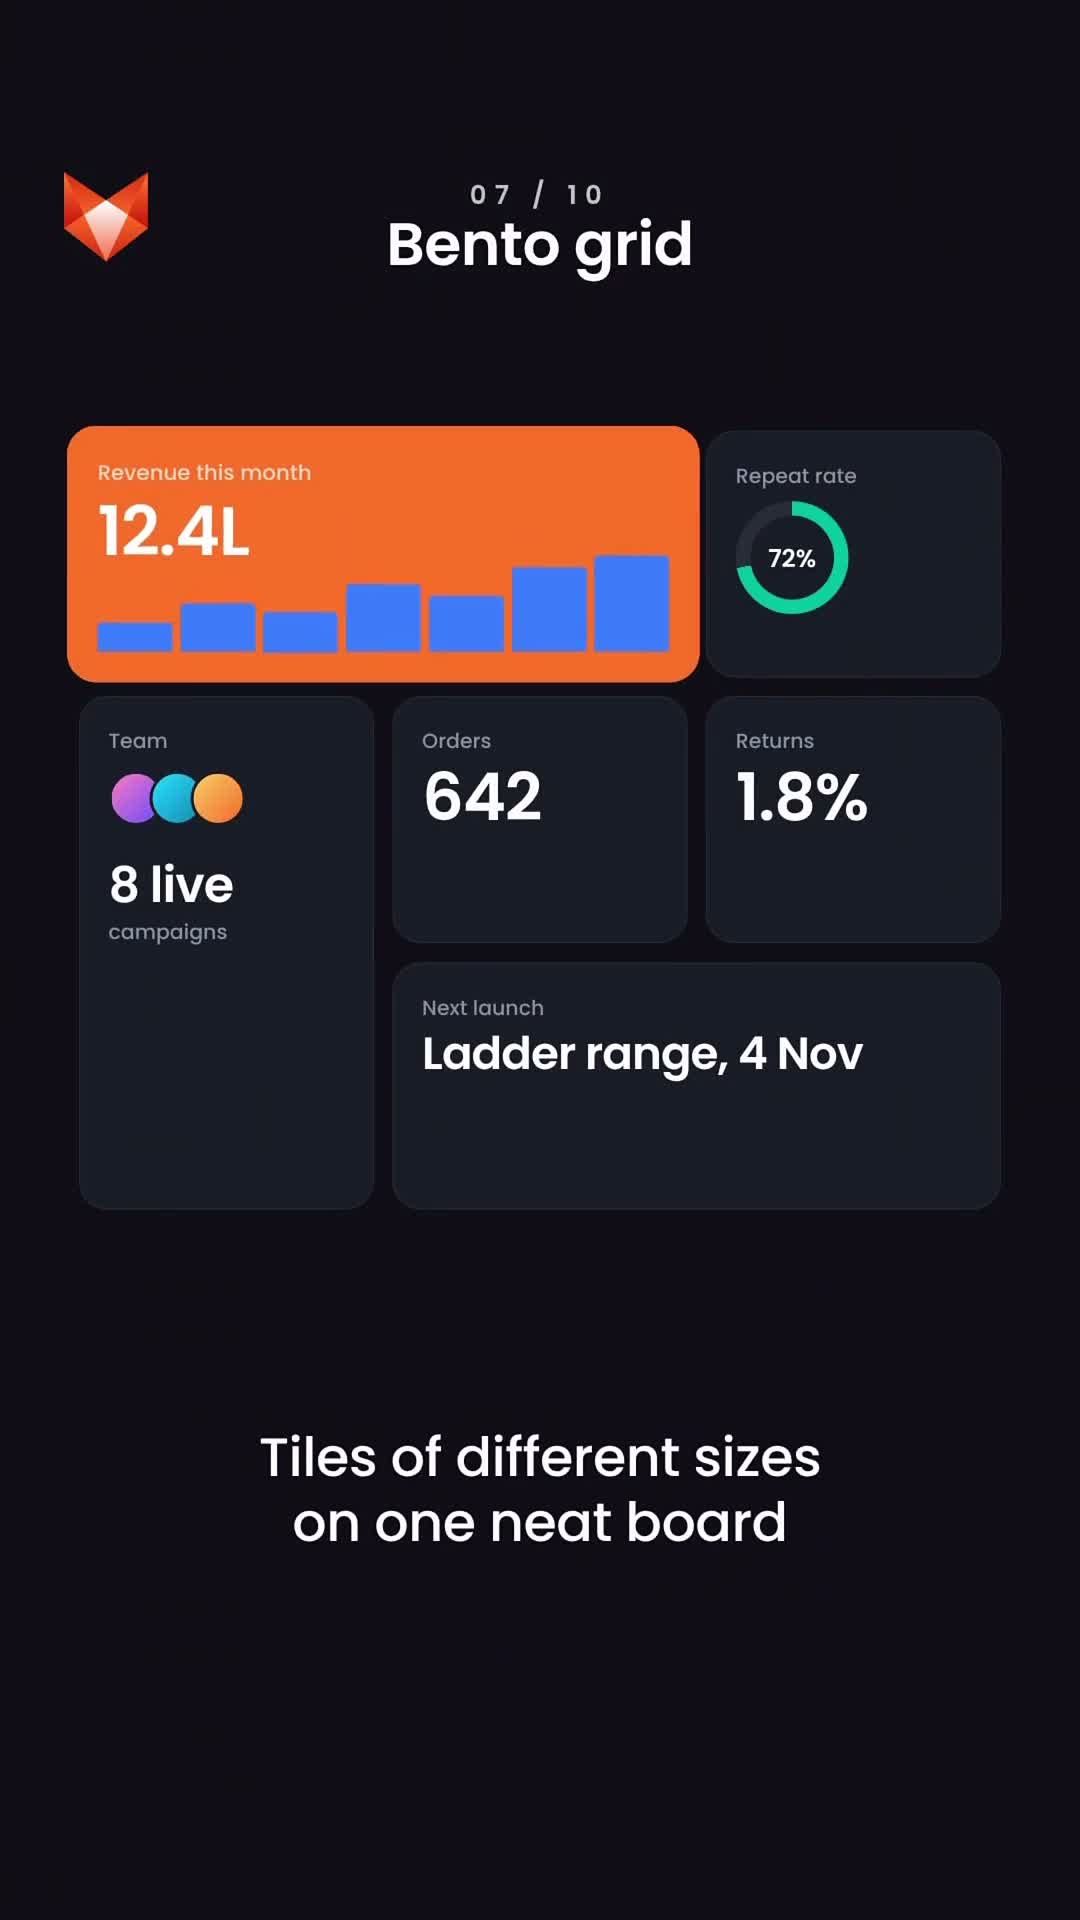 07 / 10
Bento grid
Revenue this month
12.4L
Repeat rate
72%
Team
8 live
campaigns
Orders
642
Returns
1.8%
Next launch
Ladder range, 4 Nov
Tiles of different sizes
on one neat board